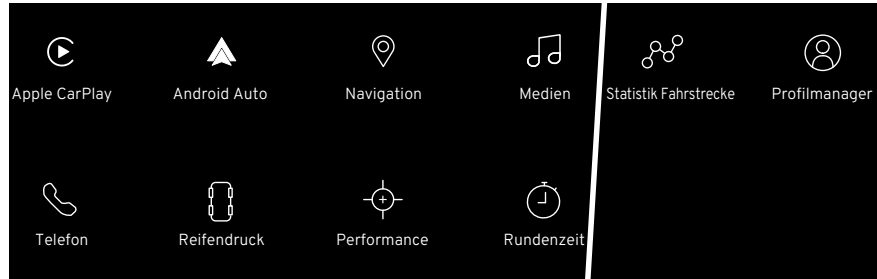 Apple CarPlay
Android Auto
Navigation
Medien
Statistik Fahrstrecke
Profilmanager
Telefon
Reifendruck
Performance
Rundenzeit